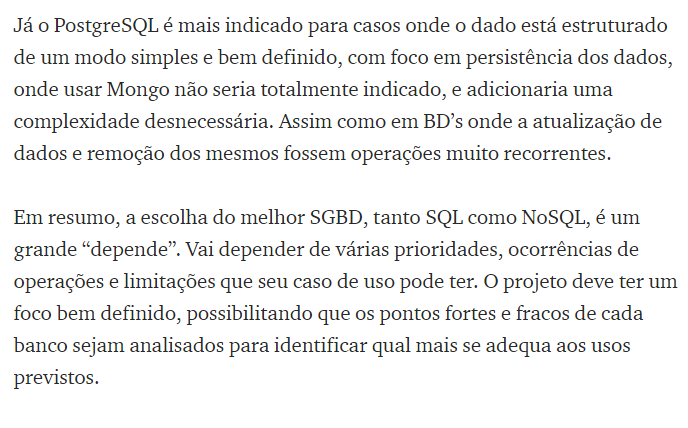 Já o PostgreSQL é mais indicado para casos onde o dado está estruturado
de um modo simples e bem definido, com foco em persistência dos dados,
onde usar Mongo não seria totalmente indicado, e adicionaria uma
complexidade desnecessária. Assim como em BD’s onde a atualização de
dados e remoção dos mesmos fossem operações muito recorrentes.
Em resumo, a escolha do melhor SGBD, tanto SQL como NoSQL, é um
grande “depende”. Vai depender de várias prioridades, ocorrências de
operações e limitações que seu caso de uso pode ter. O projeto deve ter um
foco bem definido, possibilitando que os pontos fortes e fracos de cada
banco sejam analisados para identificar qual mais se adequa aos usos
previstos.